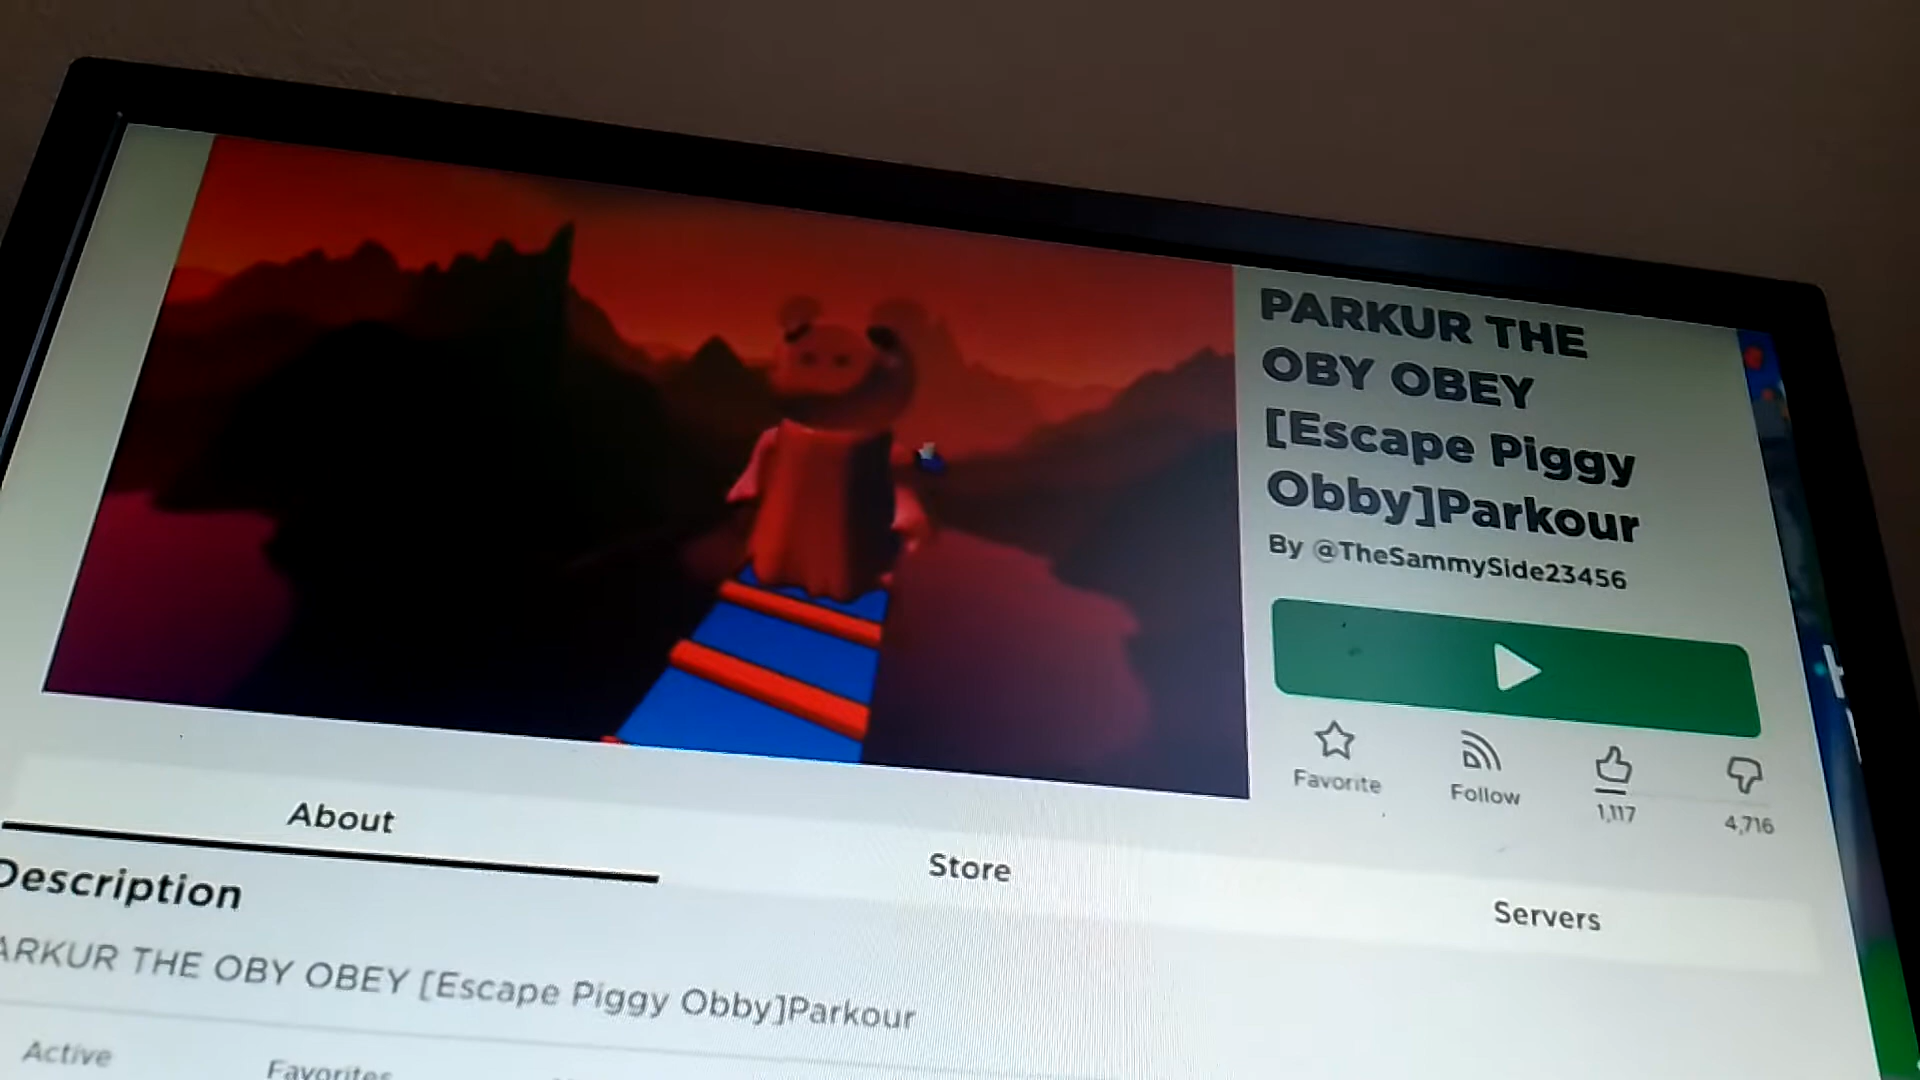 PARKUR THE
OBY OBEY
[Escape Piggy
Obby]Parkour
By @TheSammySide23456
Favorite
Follow
1,117
4,716
About
Store
Servers
Description
ARKUR THE OBY OBEY [Escape Piggy Obby]Parkour
Active
Favorites